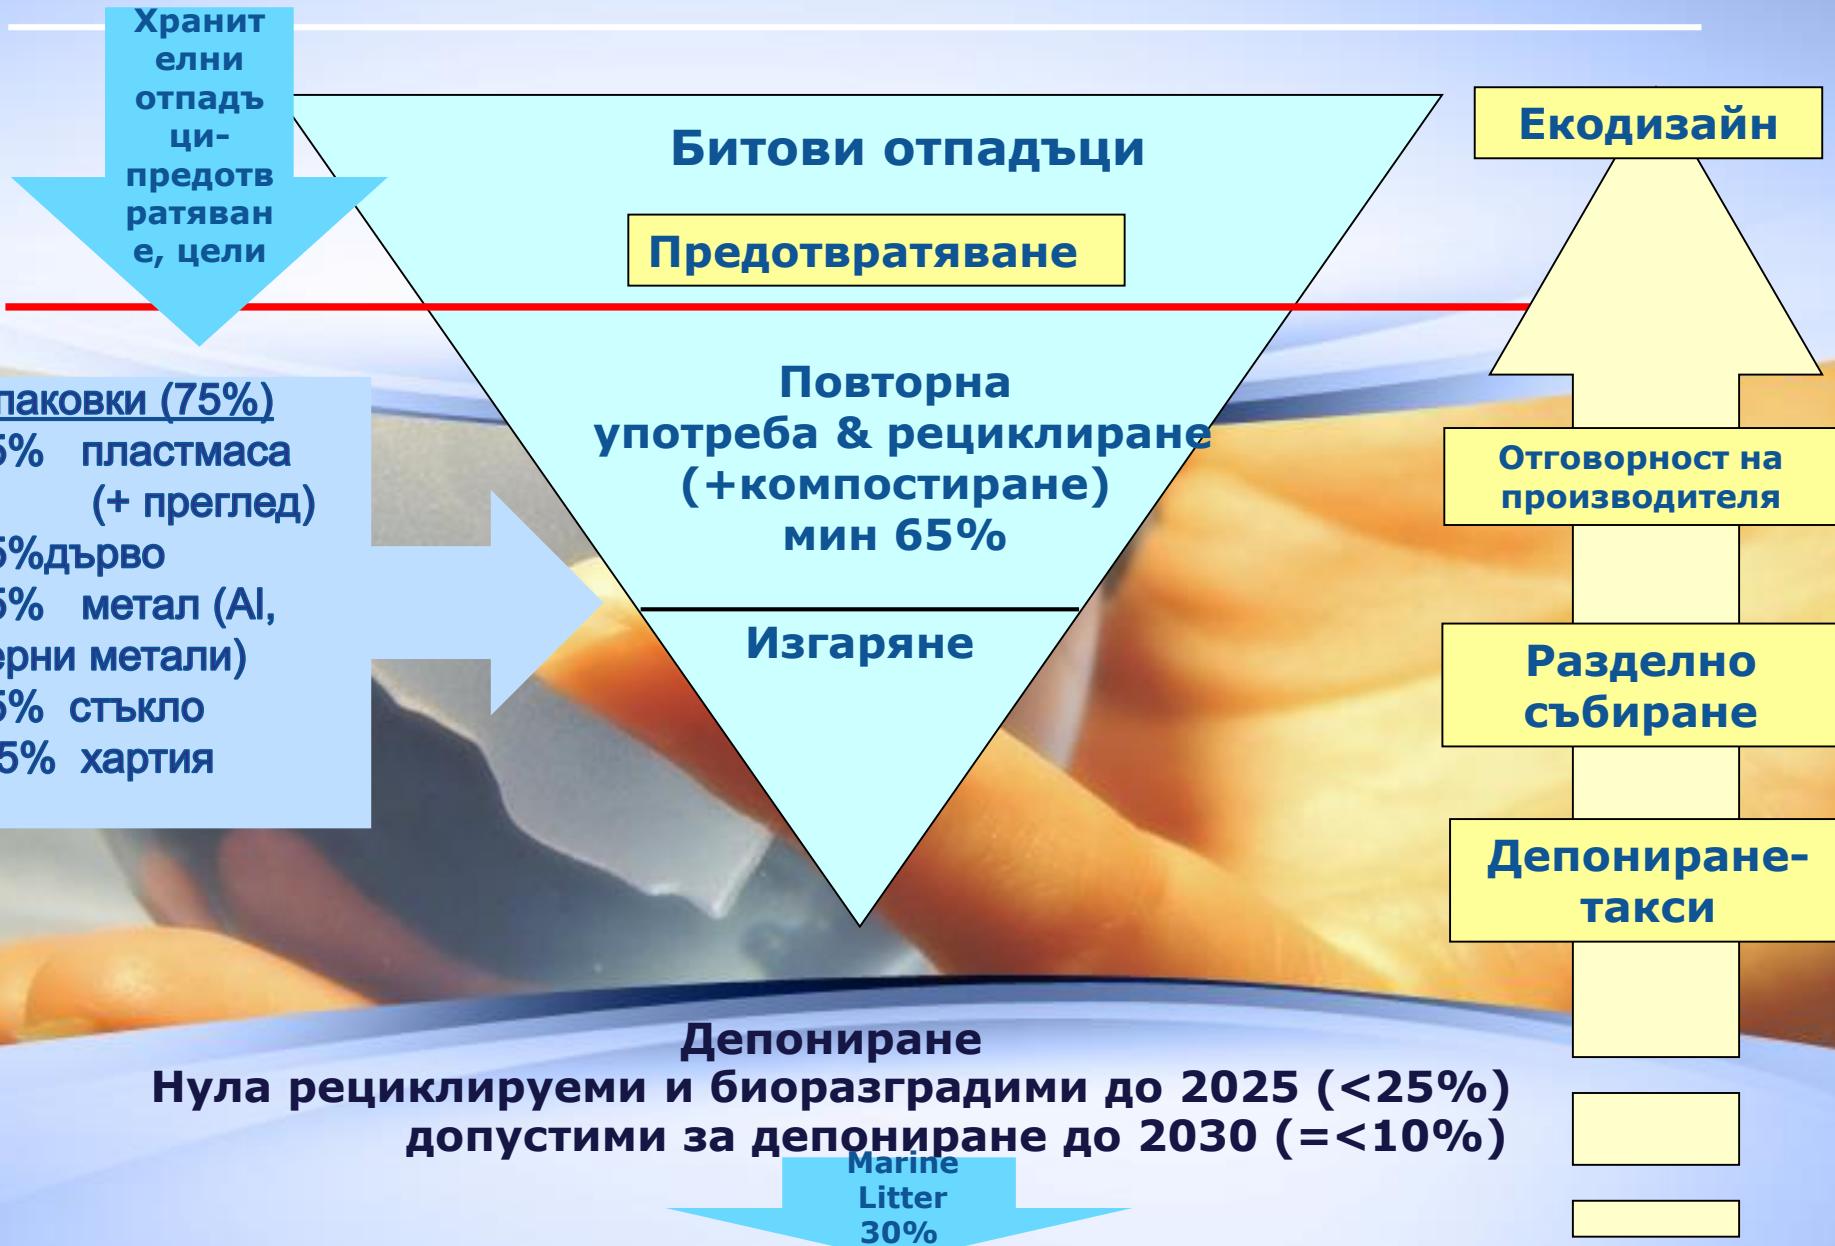 Хранит
елни
отпадъ
ци-
предотв
ратяван
е, цели
Битови отпадъци
Предотвратяване
Повторна
употреба & рециклиране
(+компостиране)
мин 65%
Изгаряне
паковки (75%)
5% пластмаса
(+ преглед)
5%дърво
5% метал (Al,
ерни метали)
5% стъкло
5% хартия
Екодизайн
Отговорност на
производителя
Разделно
събиране
Депониране-
такси
Депониране
Нула рециклируеми и биоразградими до 2025 (<25%)
допустими за депониране до 2030 (=<10%)
Marine
Litter
30%